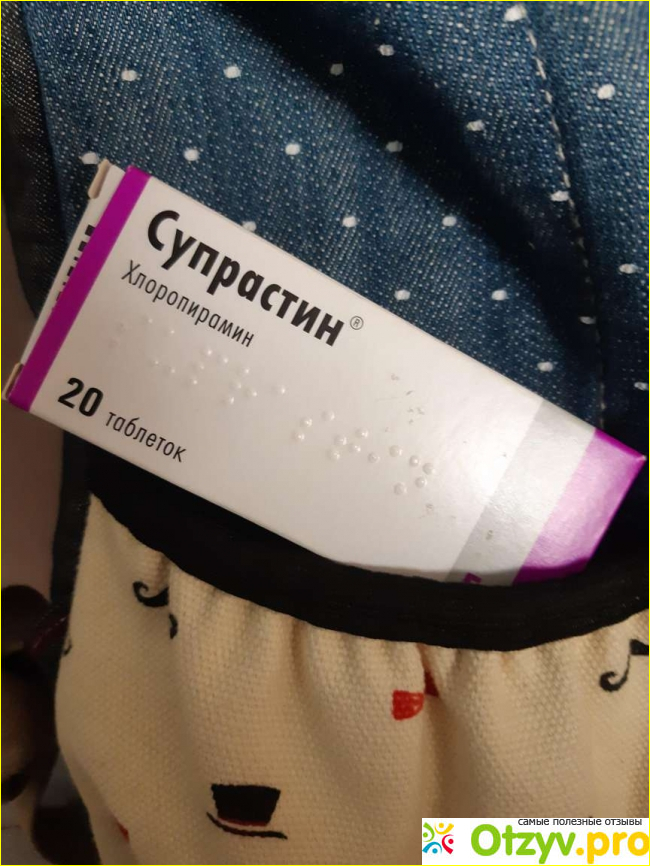 Супрастин®
Хлоропирамин
20 таблеток
самые полезные отзывы
Otzyv.pro